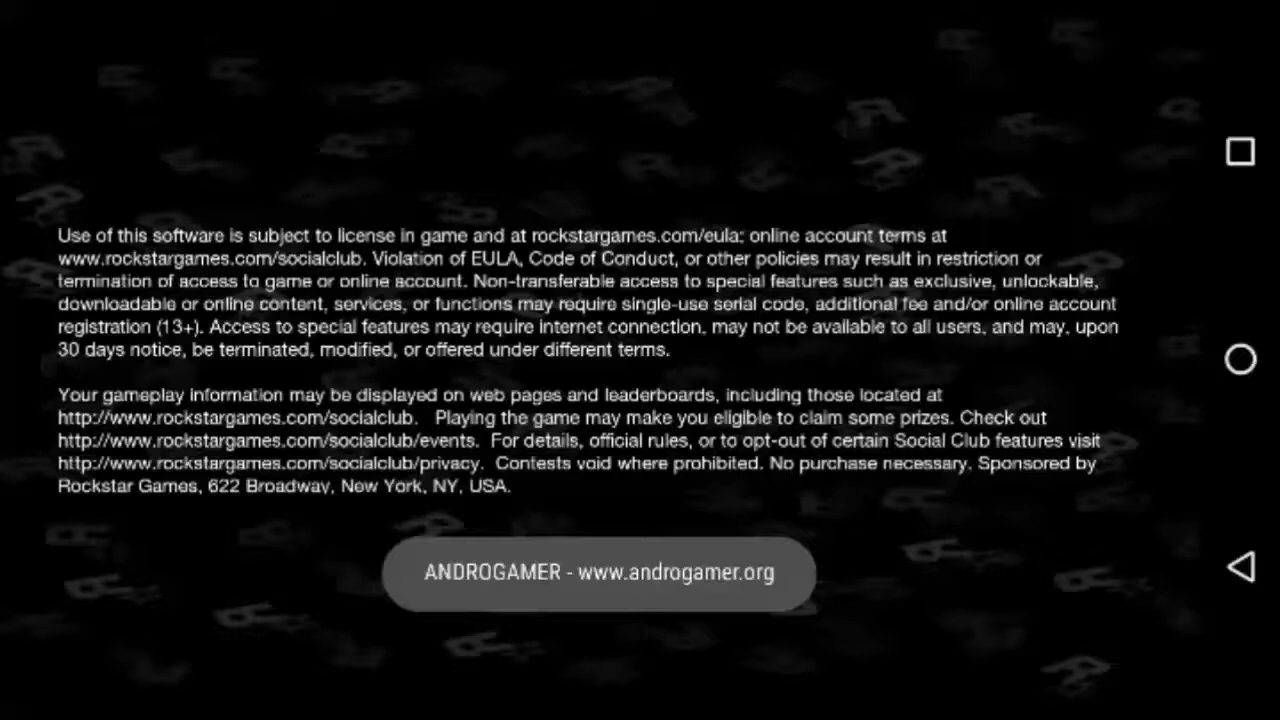 Use of this software is subject to license in game and at rockstargames.com/eula; online account terms at
www.rockstargames.com/socialclub. Violation of EULA, Code of Conduct, or other policies may result in restriction or
termination of access to game or online account. Non-transferable access to special features such as exclusive, unlockable,
downloadable or online content, services, or functions may require single-use serial code, additional fee and/or online account
registration (13+). Access to special features may require internet connection, may not be available to all users, and may, upon
30 days notice, be terminated, modified, or offered under different terms.
Your gameplay information may be displayed on web pages and leaderboards, including those located at
http://www.rockstargames.com/socialclub. Playing the game may make you eligible to claim some prizes. Check out
http://www.rockstargames.com/socialclub/events. For details, official rules, or to opt-out of certain Social Club features visit
http://www.rockstargames.com/socialclub/privacy. Contests void where prohibited. No purchase necessary. Sponsored by
Rockstar Games, 622 Broadway, New York, NY, USA.
ANDROGAMER - www.androgamer.org